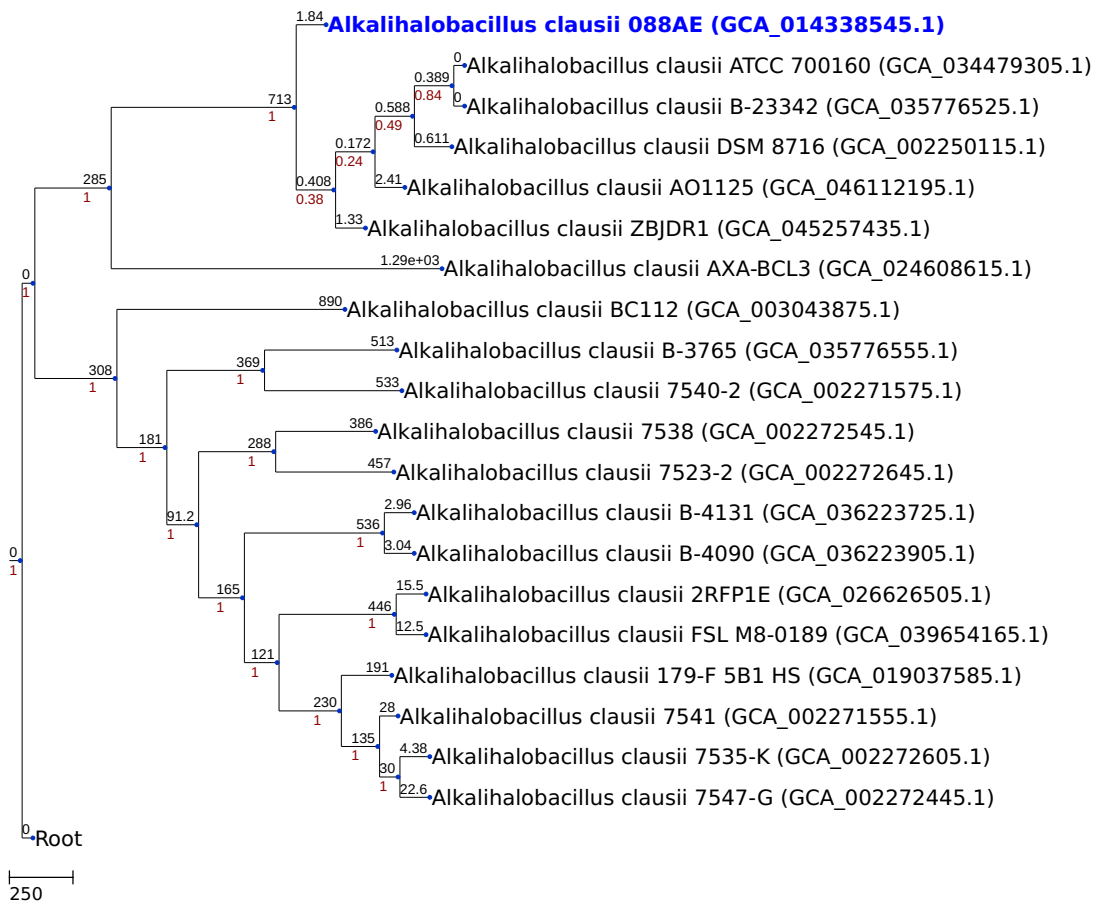 1.84 Alkalihalobacillus clausii 088AE (GCA_014338545.1)
0 Alkalihalobacillus clausii ATCC 700160 (GCA_034479305.1)
0.389
0.84
713
1
0 Alkalihalobacillus clausii B-23342 (GCA_035776525.1)
0.588
0.49
0.611 Alkalihalobacillus clausii DSM 8716 (GCA_002250115.1)
0.172
0.24
285
1
0.408
0.38
2.41 Alkalihalobacillus clausii AO1125 (GCA_046112195.1)
1.33 Alkalihalobacillus clausii ZBJDR1 (GCA_045257435.1)
1.29e+03 Alkalihalobacillus clausii AXA-BCL3 (GCA_024608615.1)
0
1
890 Alkalihalobacillus clausii BC112 (GCA_003043875.1)
513 Alkalihalobacillus clausii B-3765 (GCA_035776555.1)
369
1
308
1
533 Alkalihalobacillus clausii 7540-2 (GCA_002271575.1)
386 Alkalihalobacillus clausii 7538 (GCA_002272545.1)
181
1
288
1
457 Alkalihalobacillus clausii 7523-2 (GCA_002272645.1)
2.96 Alkalihalobacillus clausii B-4131 (GCA_036223725.1)
91.2
1
536
1
3.04 Alkalihalobacillus clausii B-4090 (GCA_036223905.1)
0
1
15.5 Alkalihalobacillus clausii 2RFP1E (GCA_026626505.1)
165
1
446
1
12.5 Alkalihalobacillus clausii FSL M8-0189 (GCA_039654165.1)
121
1
191 Alkalihalobacillus clausii 179-F 5B1 HS (GCA_019037585.1)
230
1
28 Alkalihalobacillus clausii 7541 (GCA_002271555.1)
135
1
4.38 Alkalihalobacillus clausii 7535-K (GCA_002272605.1)
30
1
22.6 Alkalihalobacillus clausii 7547-G (GCA_002272445.1)
0 Root
250